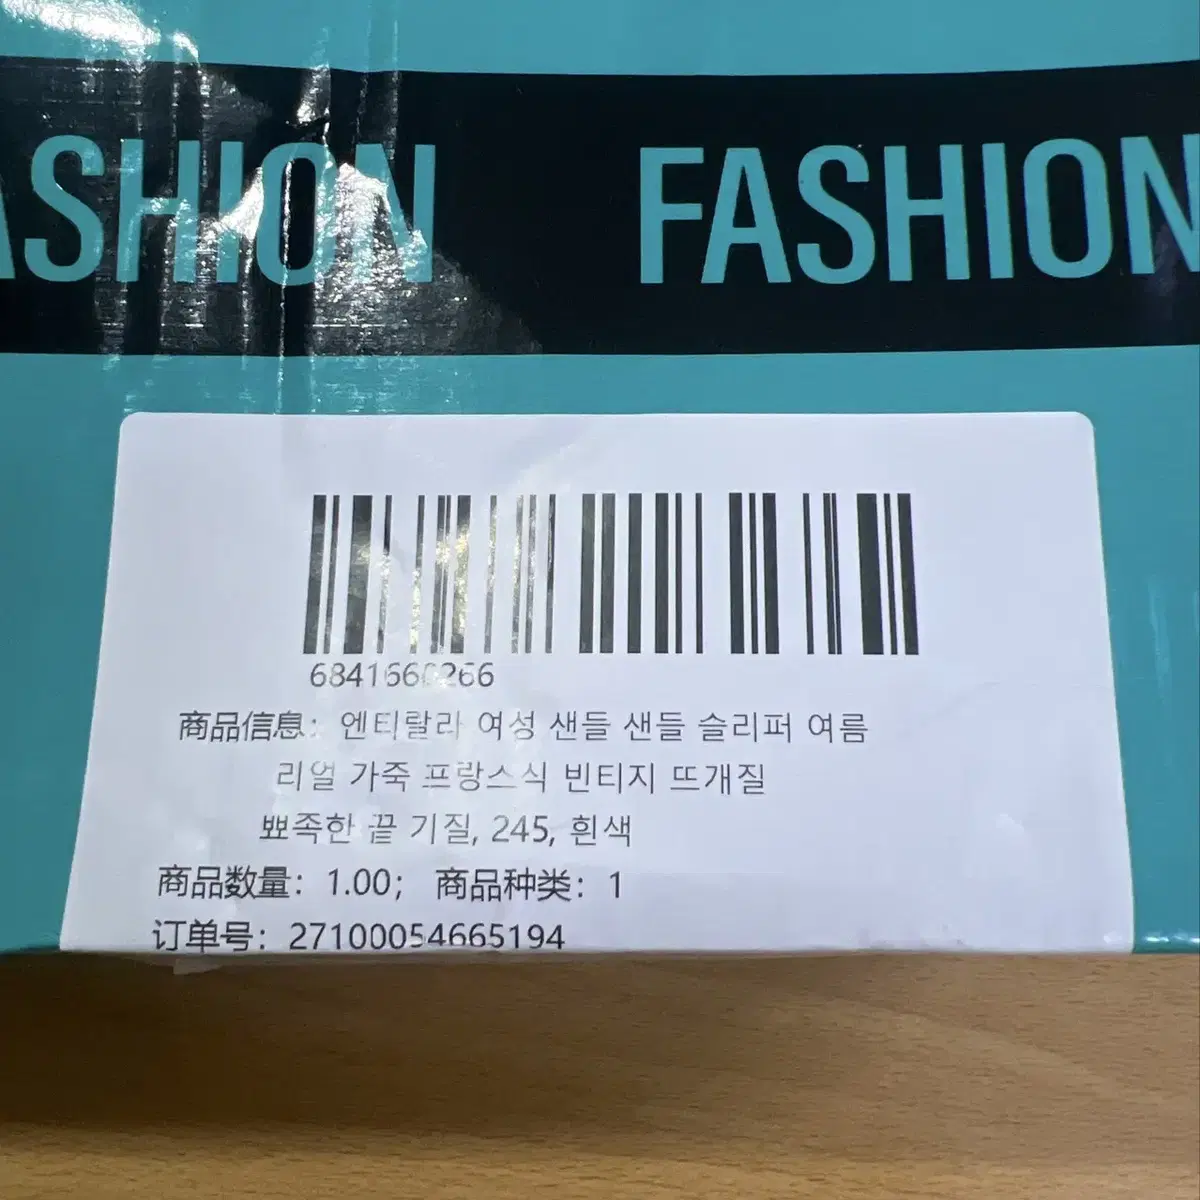 FASHION FASHION
商品信息：엔티랄라 여성 샌들 샌들 슬리퍼 여름
리얼 가죽 프랑스식 빈티지 뜨개질
뾰족한 끝 기질, 245, 흰색
商品数量：1.00； 商品种类：1
订单号：27100054665194